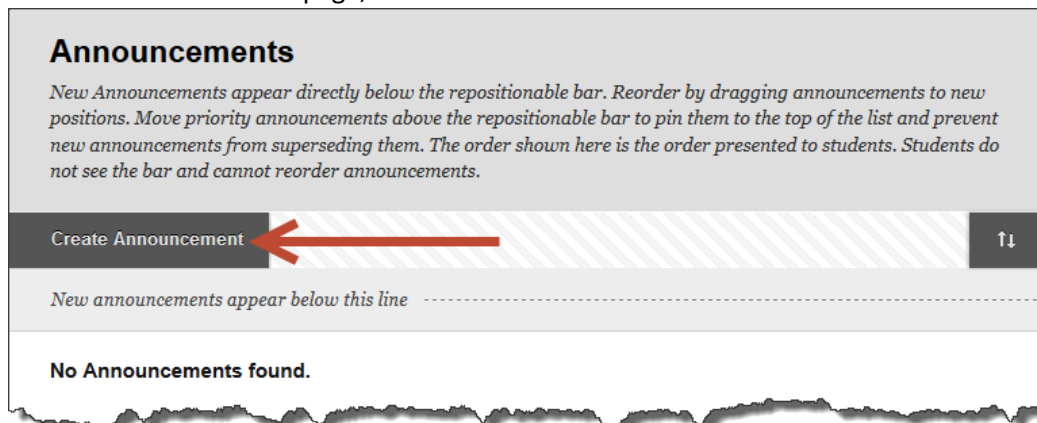 Announcements
New Announcements appear directly below the repositionable bar. Reorder by dragging announcements to new
positions. Move priority announcements above the repositionable bar to pin them to the top of the list and prevent
new announcements from superseding them. The order shown here is the order presented to students. Students do
not see the bar and cannot reorder announcements.
Create Announcement
New announcements appear below this line
No Announcements found.